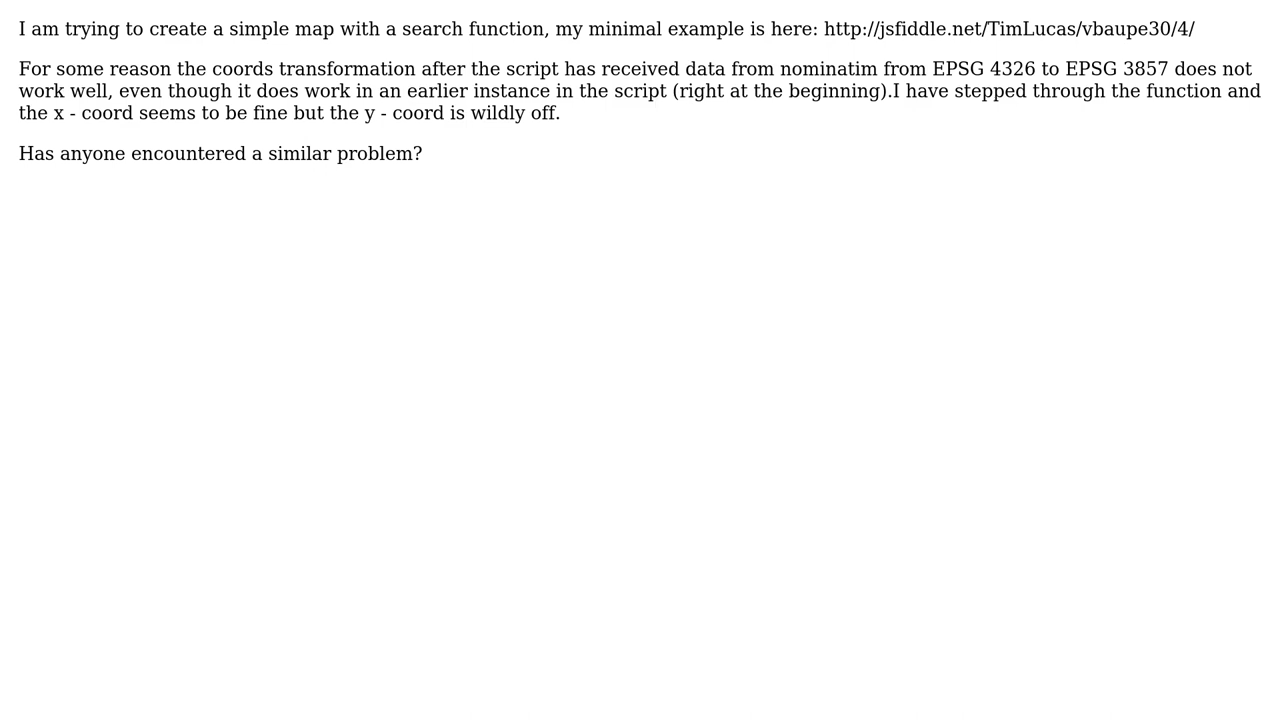 I am trying to create a simple map with a search function, my minimal example is here: http://jsfiddle.net/TimLucas/vbaupe30/4/
For some reason the coords transformation after the script has received data from nominatim from EPSG 4326 to EPSG 3857 does not
work well, even though it does work in an earlier instance in the script (right at the beginning).I have stepped through the function and
the x - coord seems to be fine but the y - coord is wildly off.
Has anyone encountered a similar problem?